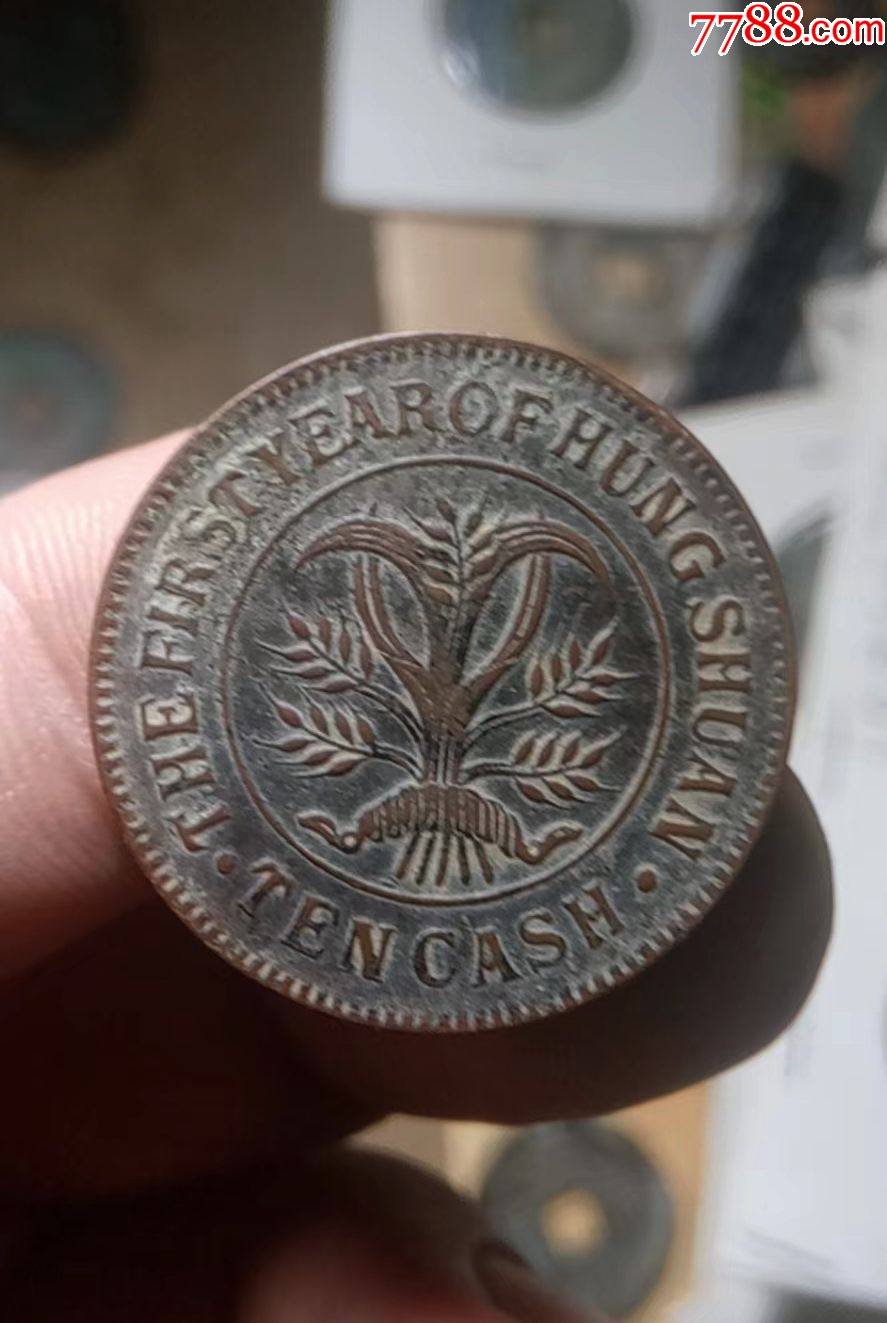 7788.com
THE FIRST YEAR OF HUNG SHUAN
TEN CASH